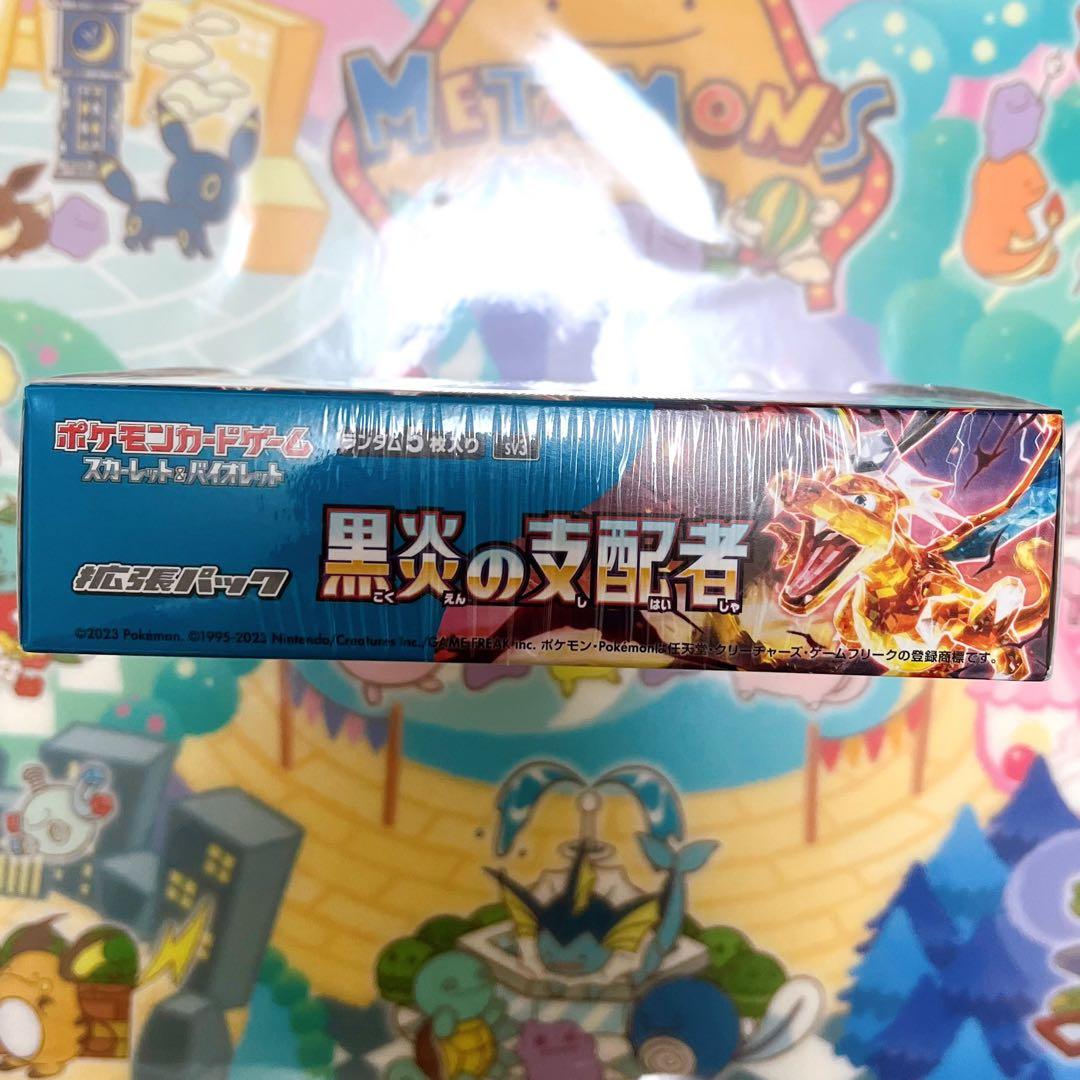 METAMONS
ポケモンカードゲーム
スカーレット&バイオレット
ランダム5枚入り
SV3
拡張パック
黒炎の支配者
こく えん し はい しゃ
©2023 Pokémon. ©1995-2023 Nintendo/Creatures Inc./GAME FREAK inc. ポケモン・Pokémonは任天堂・クリーチャーズ・ゲームフリークの登録商標です。